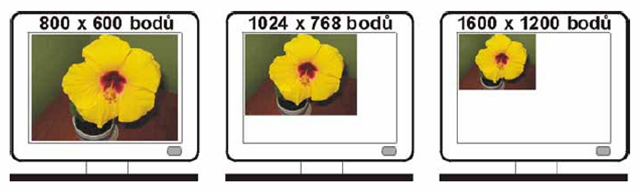 800 x 600 bodů
1024 x 768 bodů
1600 x 1200 bodů